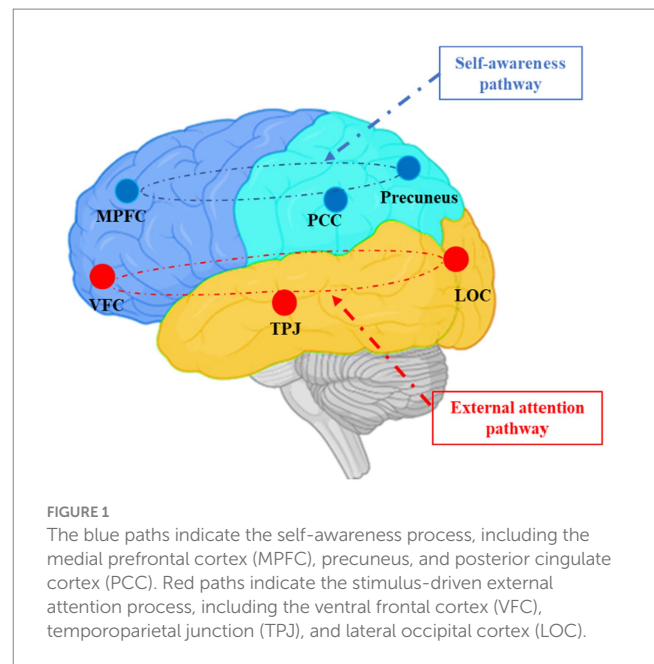 Self-awareness
pathway
MPFC
PCC
Precuneus
VFC
TPJ
LOC
External attention
pathway
FIGURE 1
The blue paths indicate the self-awareness process, including the
medial prefrontal cortex (MPFC), precuneus, and posterior cingulate
cortex (PCC). Red paths indicate the stimulus-driven external
attention process, including the ventral frontal cortex (VFC),
temporoparietal junction (TPJ), and lateral occipital cortex (LOC).